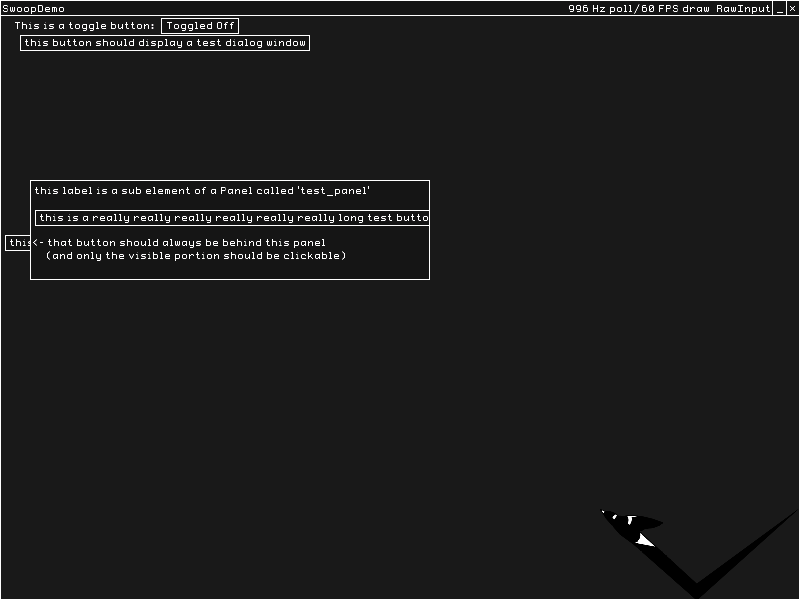 SwoopDemo 996 Hz poll/60 FPS draw RawInput _ ×
This is a toggle button: Toggled Off
this button should display a test dialog window
this label is a sub element of a Panel called 'test_panel'
this is a really really really really really really long test butto
this <- that button should always be behind this panel
(and only the visible portion should be clickable)